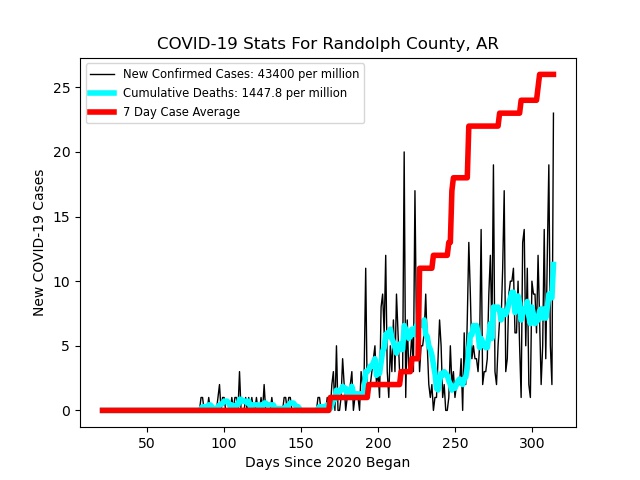 COVID-19 Stats For Randolph County, AR
New Confirmed Cases: 43400 per million
Cumulative Deaths: 1447.8 per million
7 Day Case Average
New COVID-19 Cases
25
20
15
10
5
0
50 100 150 200 250 300
Days Since 2020 Began